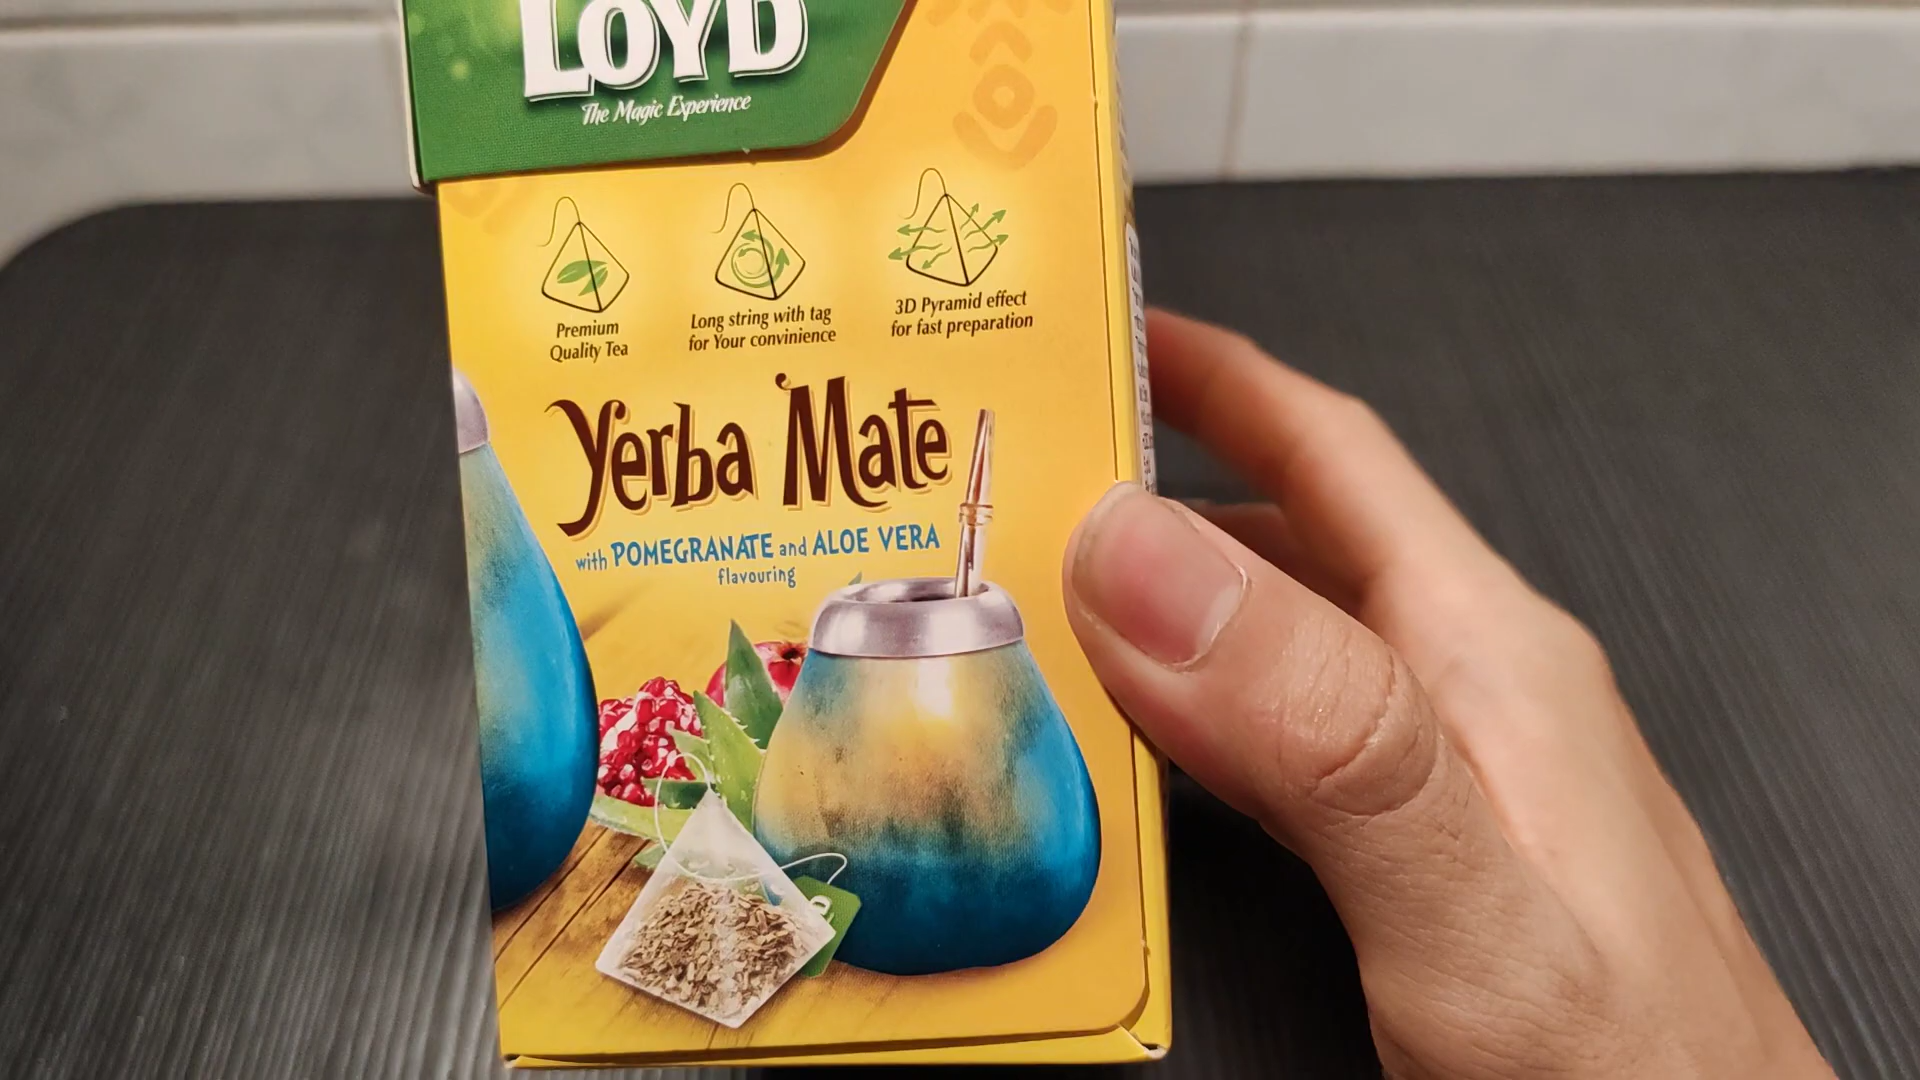 LOYD
The Magic Experience
Premium
Quality Tea
Long string with tag
for Your convinience
3D Pyramid effect
for fast preparation
Yerba Mate
with POMEGRANATE and ALOE VERA
flavouring